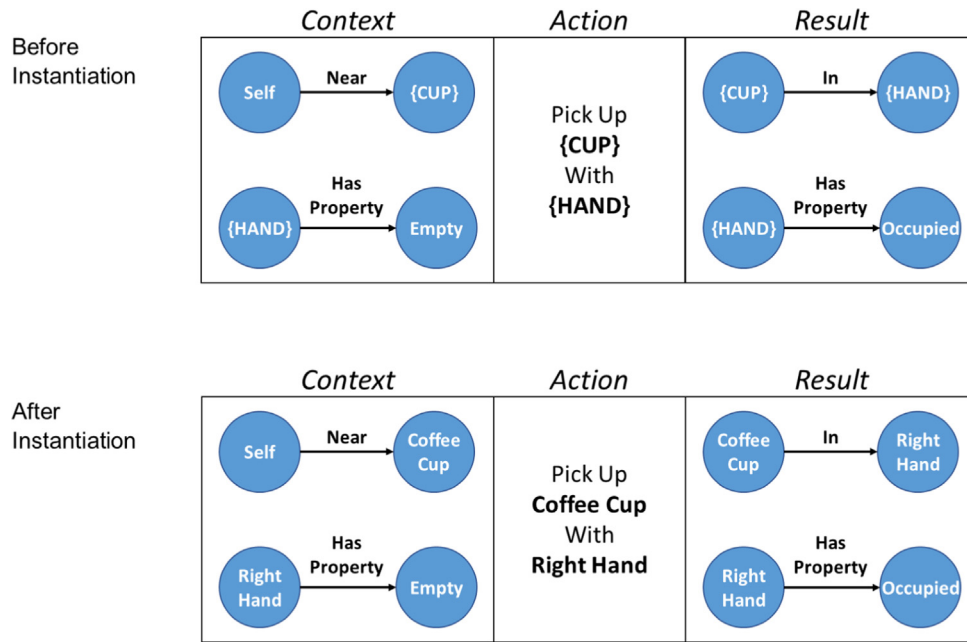 Context Action Result
Before
Instantiation
Self Near {CUP}
{HAND} Has
Property Empty
Pick Up
{CUP}
With
{HAND}
{CUP} In {HAND}
{HAND} Has
Property Occupied
Context Action Result
After
Instantiation
Self Near Coffee
Cup
Right
Hand Has
Property Empty
Pick Up
Coffee Cup
With
Right Hand
Coffee
Cup In Right
Hand
Right
Hand Has
Property Occupied